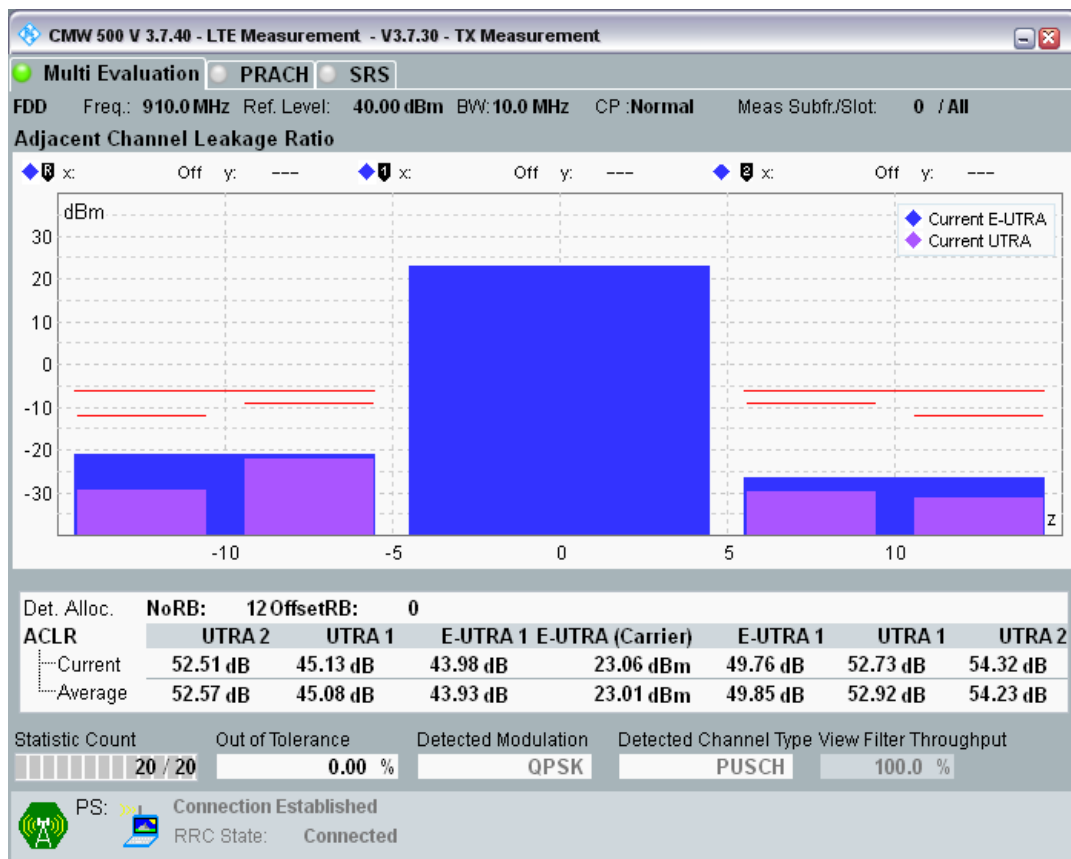 CMW 500 V 3.7.40 - LTE Measurement - V3.7.30 - TX Measurement
Multi Evaluation PRACH SRS
FDD Freq.: 910.0 MHz Ref. Level: 40.00 dBm BW: 10.0 MHz CP :Normal Meas Subfr./Slot: 0 / All
Adjacent Channel Leakage Ratio
R x: Off y: --- 1 x: Off y: --- 2 x: Off y: ---
dBm
Current E-UTRA
Current UTRA
30
20
10
0
-10
-20
-30
z
-10 -5 0 5 10
Det. Alloc. NoRB: 12 OffsetRB: 0
ACLR UTRA 2 UTRA 1 E-UTRA 1 E-UTRA (Carrier) E-UTRA 1 UTRA 1 UTRA 2
Current 52.51 dB 45.13 dB 43.98 dB 23.06 dBm 49.76 dB 52.73 dB 54.32 dB
Average 52.57 dB 45.08 dB 43.93 dB 23.01 dBm 49.85 dB 52.92 dB 54.23 dB
Statistic Count Out of Tolerance Detected Modulation Detected Channel Type View Filter Throughput
20 / 20 0.00 % QPSK PUSCH 100.0 %
PS: Connection Established
RRC State: Connected